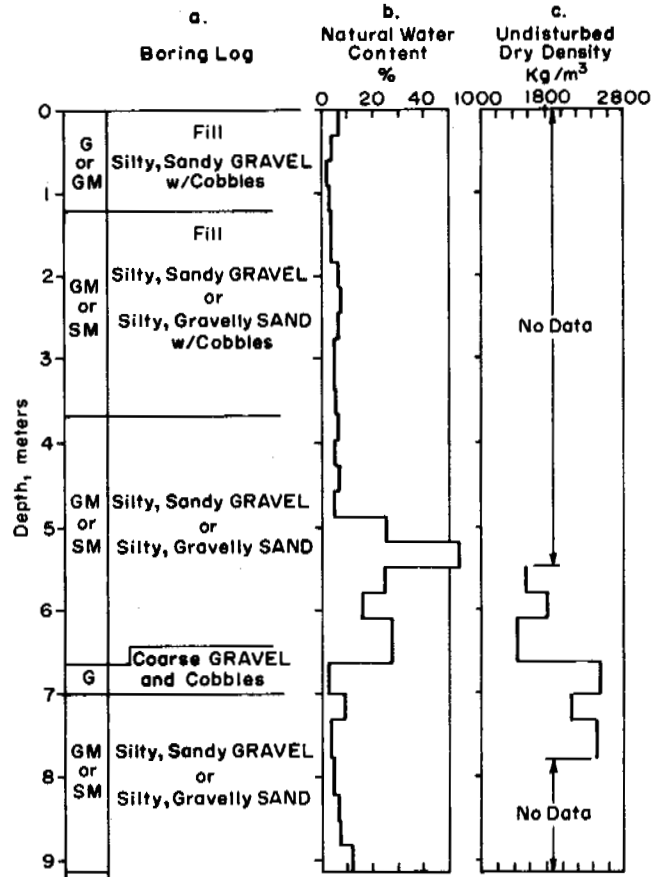 a.
Boring Log
b.
Natural Water
Content
%
c.
Undisturbed
Dry Density
Kg/m³
0 20 40
1000 1800 2800
Depth, meters
0
1
2
3
4
5
6
7
8
9
G
or
GM
Fill
Silty, Sandy GRAVEL
w/Cobbles
GM
or
SM
Fill
Silty, Sandy GRAVEL
or
Silty, Gravelly SAND
w/Cobbles
GM
or
SM
Silty, Sandy GRAVEL
or
Silty, Gravelly SAND
G
Coarse GRAVEL
and Cobbles
GM
or
SM
Silty, Sandy GRAVEL
or
Silty, Gravelly SAND
No Data
No Data